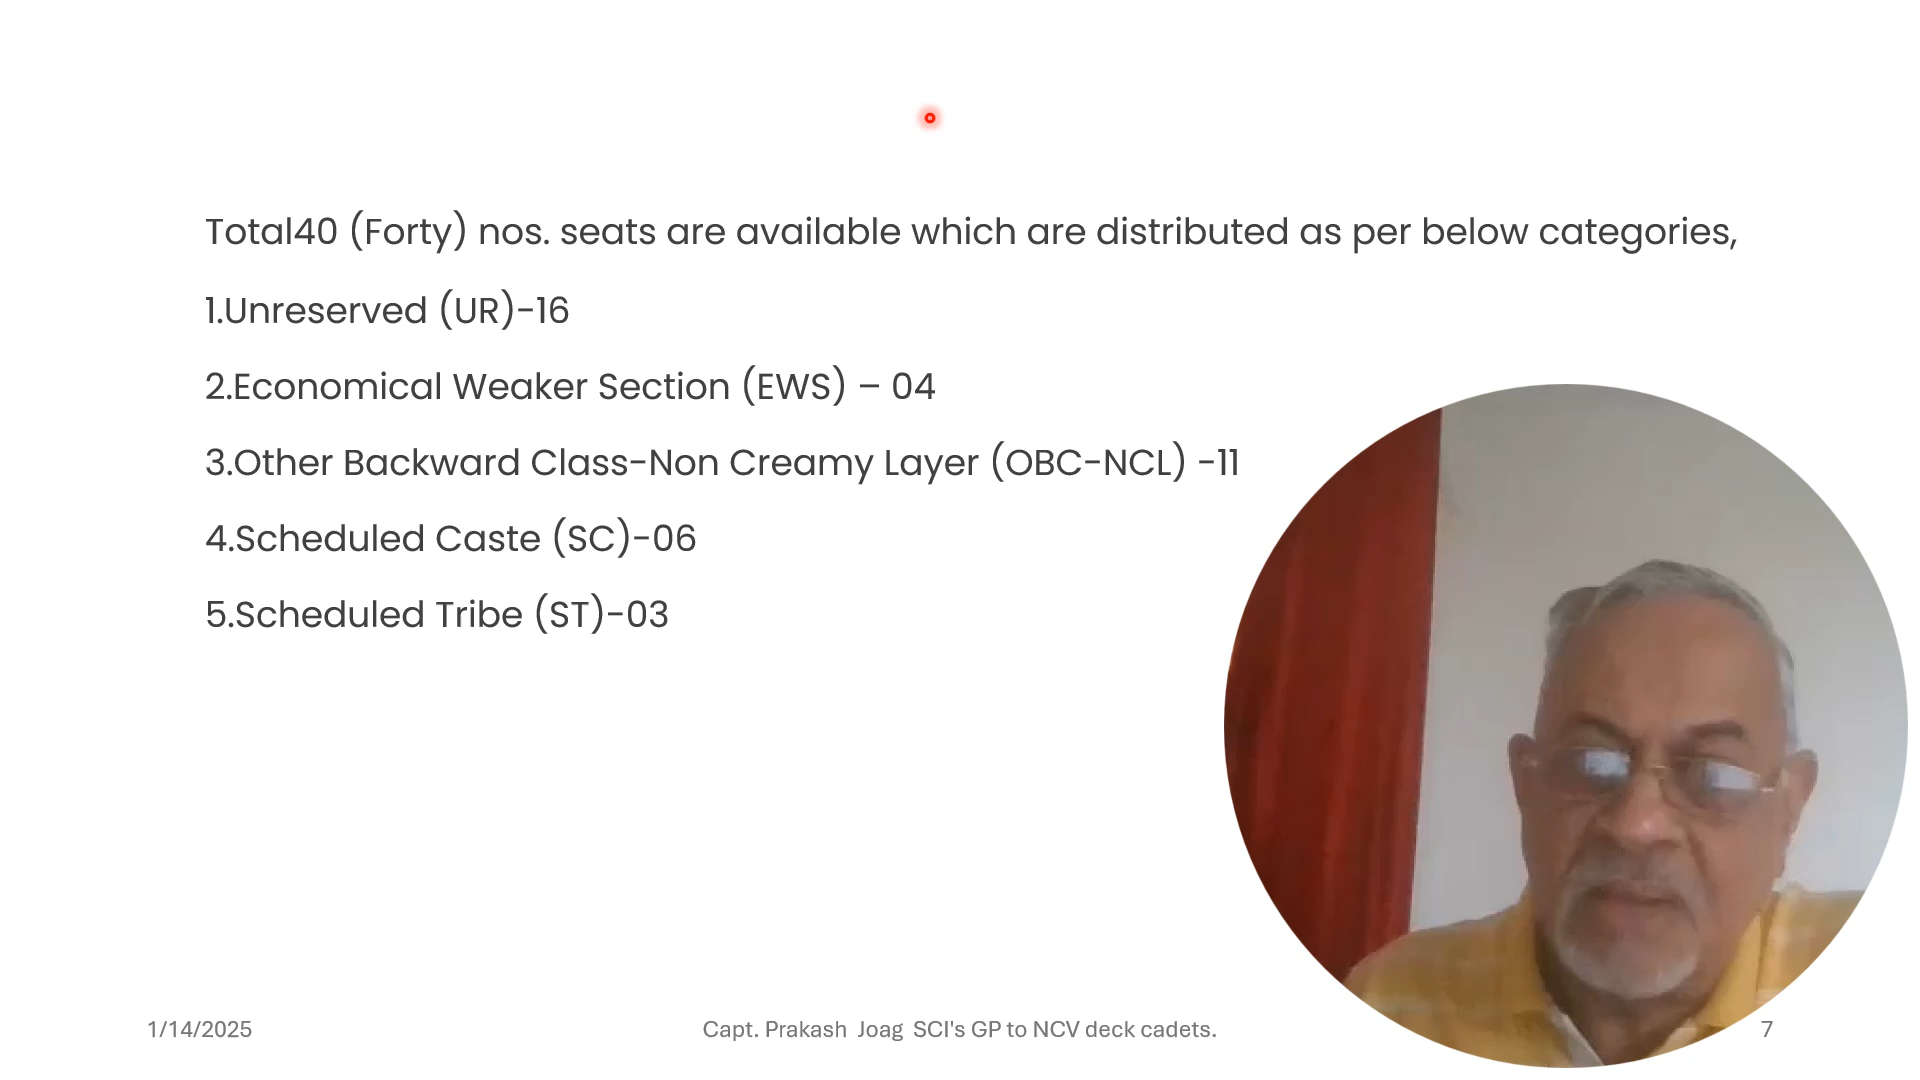 Total40 (Forty) nos. seats are available which are distributed as per below categories,
1.Unreserved (UR)-16
2.Economical Weaker Section (EWS) – 04
3.Other Backward Class-Non Creamy Layer (OBC-NCL) -11
4.Scheduled Caste (SC)-06
5.Scheduled Tribe (ST)-03
1/14/2025 Capt. Prakash Joag SCI's GP to NCV deck cadets. 7